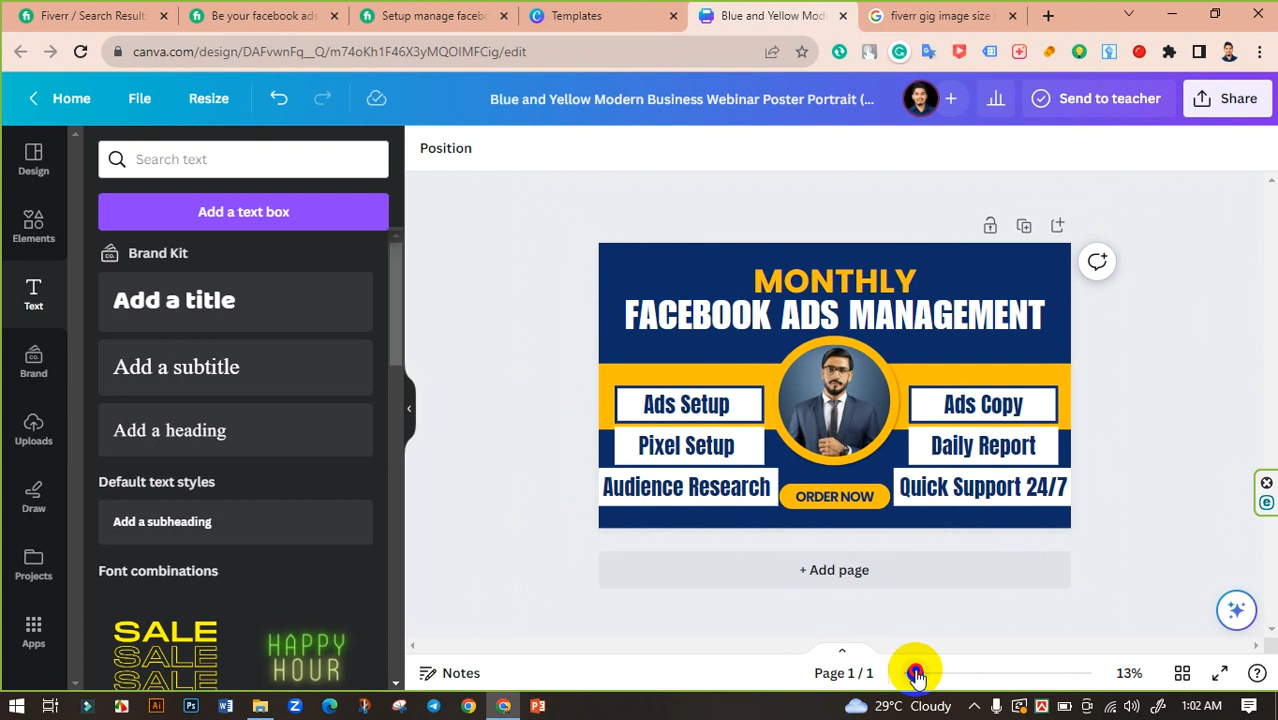 Fiverr / Search Results
Be your facebook ads
Setup manage faceb
Templates
Blue and Yellow Mod
fiverr gig image size
canva.com/design/DAFvwnFq__Q/m74oKh1F46X3yMQOIMFCig/edit
Home
File
Resize
Blue and Yellow Modern Business Webinar Poster Portrait (...
Send to teacher
Share
Design
Elements
Text
Brand
Uploads
Draw
Projects
Apps
Search text
Add a text box
Brand Kit
Add a title
Add a subtitle
Add a heading
Default text styles
Add a subheading
Font combinations
SALE
SALE
SALE
HAPPY
HOUR
Position
MONTHLY
FACEBOOK ADS MANAGEMENT
Ads Setup
Pixel Setup
Audience Research
ORDER NOW
Ads Copy
Daily Report
Quick Support 24/7
+ Add page
Notes
Page 1 / 1
13%
29°C Cloudy
1:02 AM